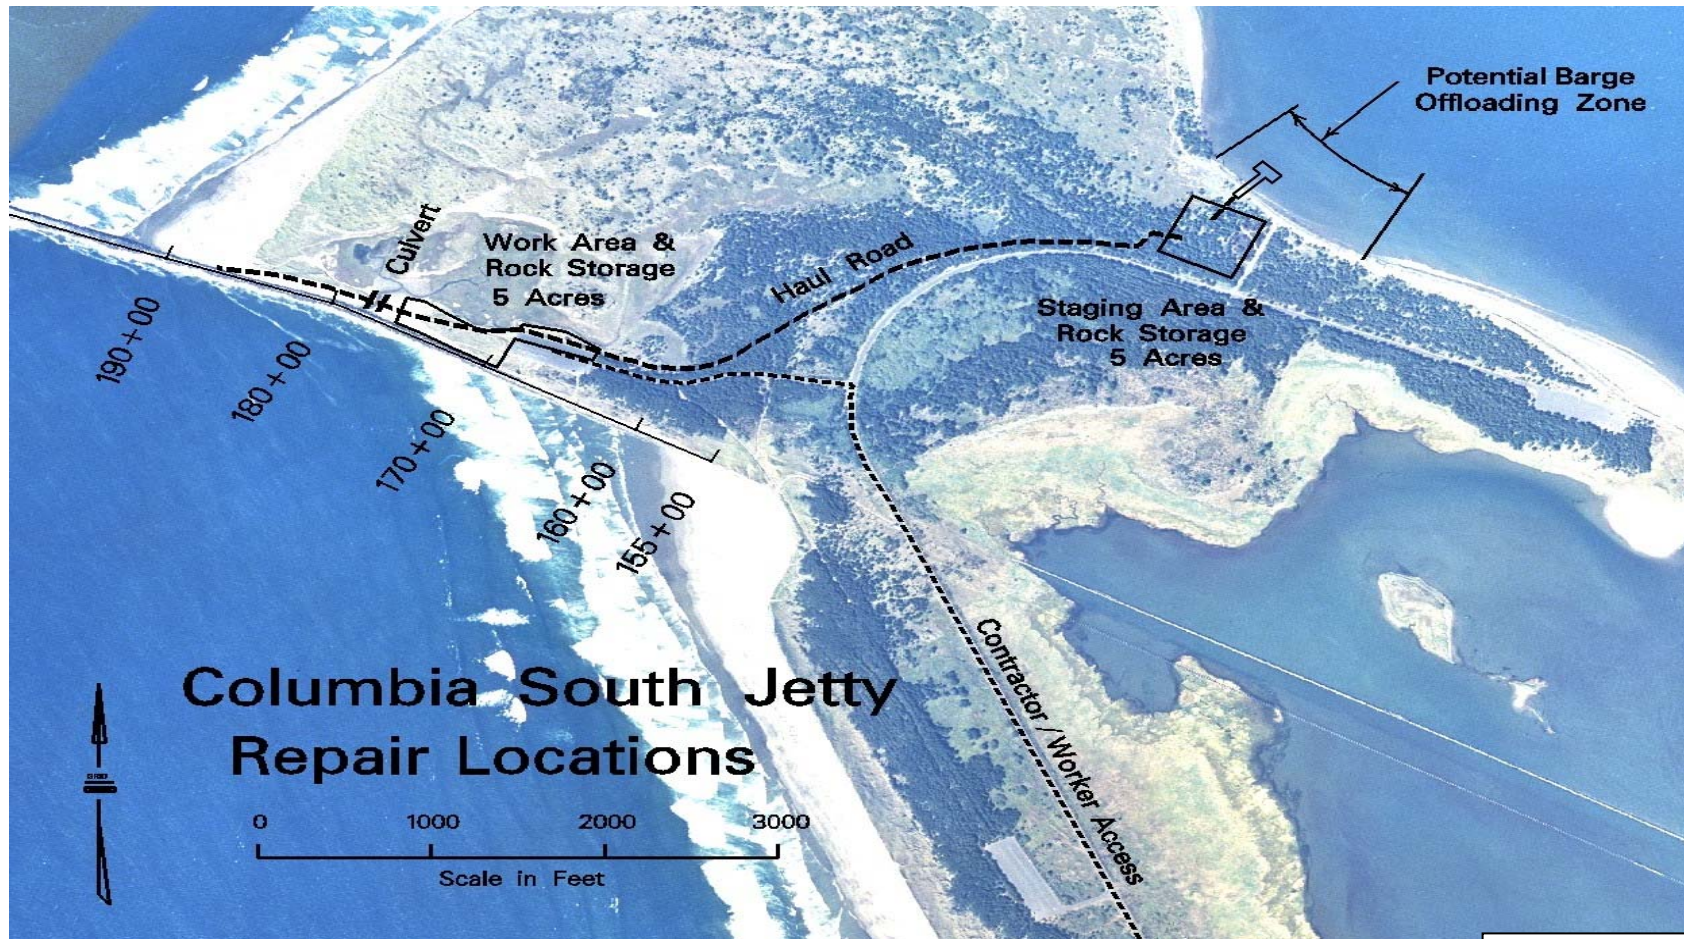 Potential Barge
Offloading Zone
Culvert
Work Area &
Rock Storage
5 Acres
Haul Road
Staging Area &
Rock Storage
5 Acres
190+00
180+00
170+00
160+00
155+00
Contractor / Worker Access
Columbia South Jetty
Repair Locations
0 1000 2000 3000
Scale in Feet